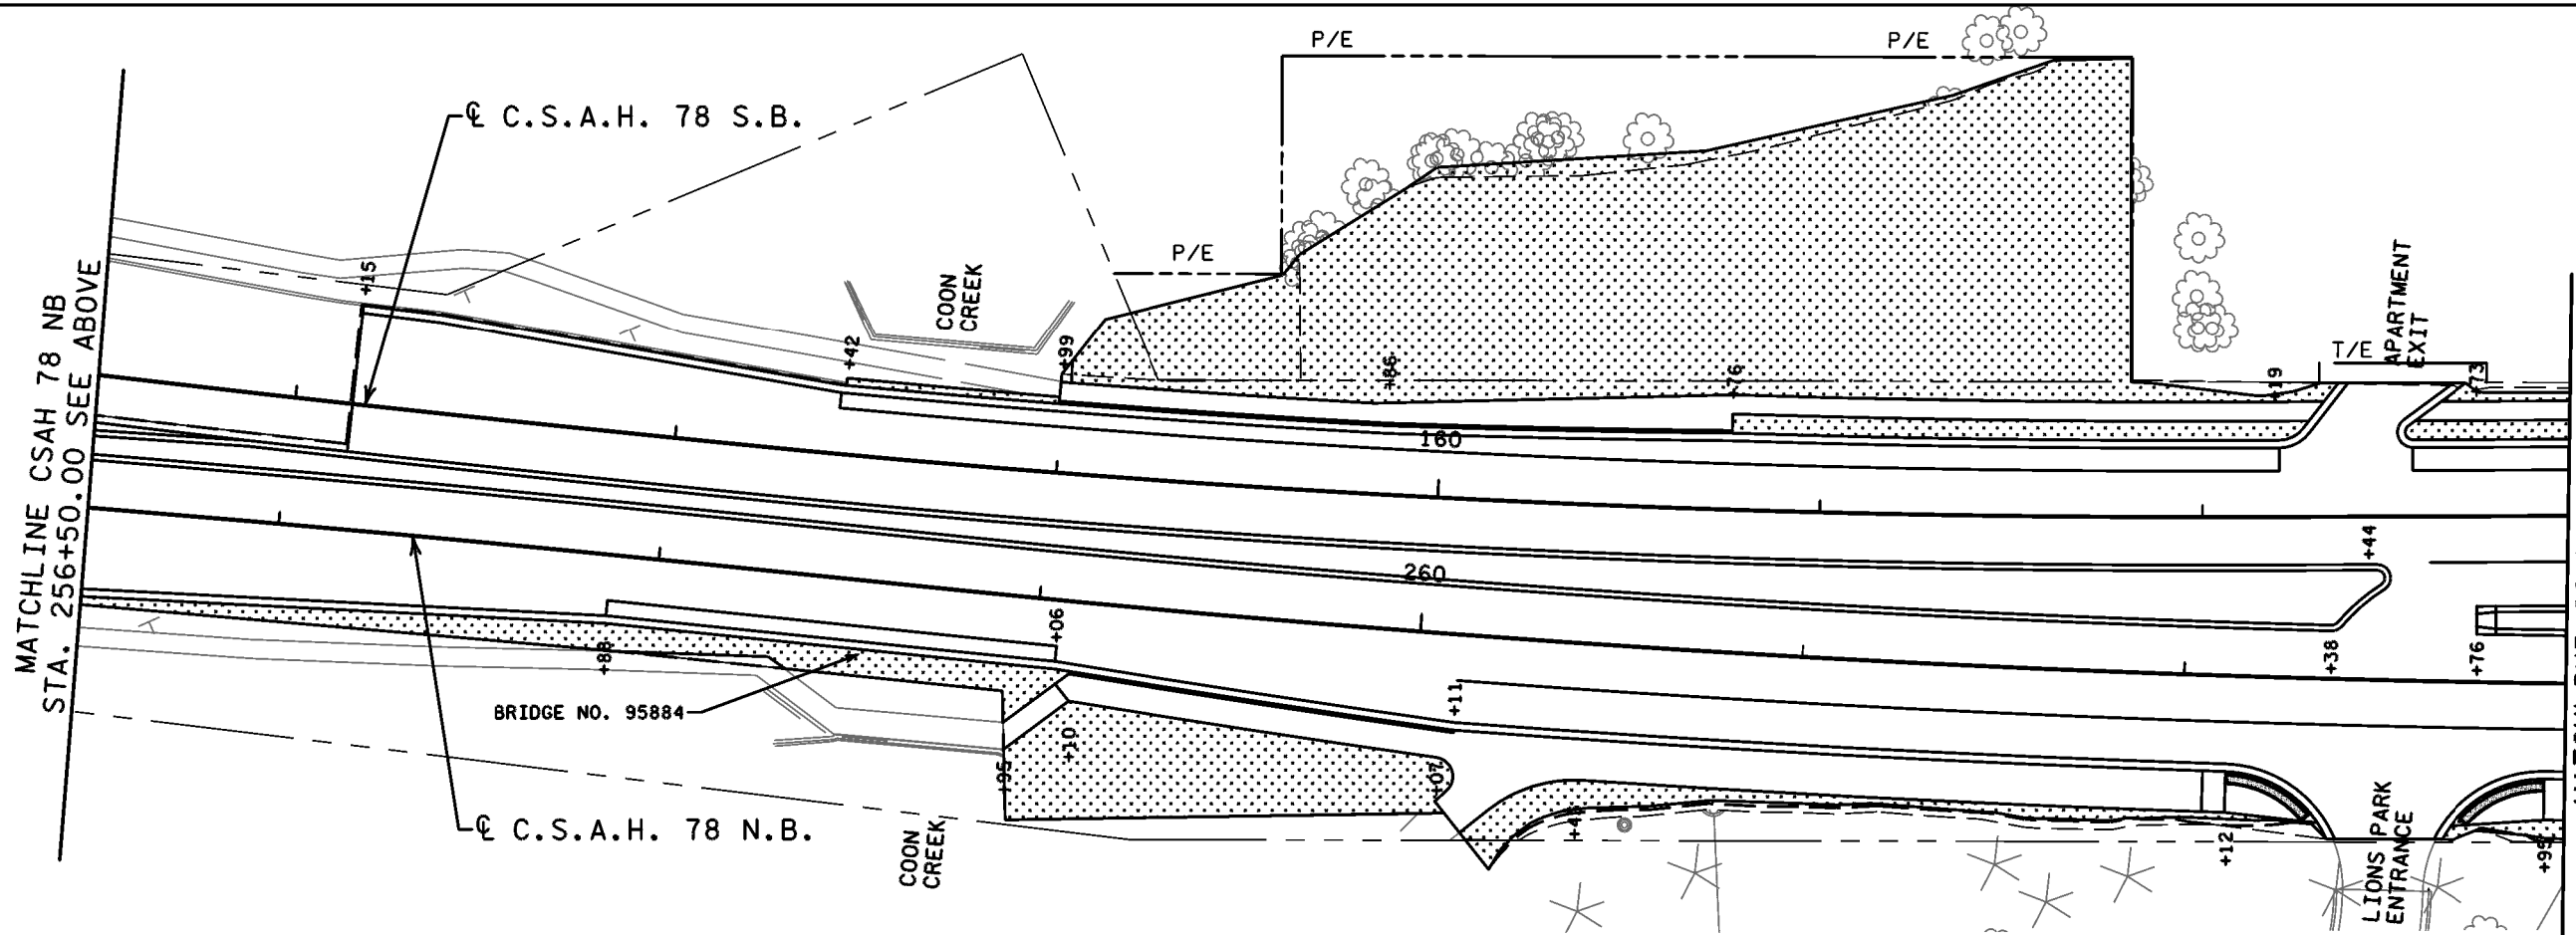 P/E
P/E
℄ C.S.A.H. 78 S.B.
P/E
MATCHLINE CSAH 78 NB
STA. 256+50.00 SEE ABOVE
+15
COON
CREEK
+42
+99
+86
+76
+19
T/E
APARTMENT
EXIT
+73
160
260
+44
+88
+06
+38
+76
BRIDGE NO. 95884
+11
+95
+10
+07
℄ C.S.A.H. 78 N.B.
COON
CREEK
+12
LIONS PARK
ENTRANCE
+95